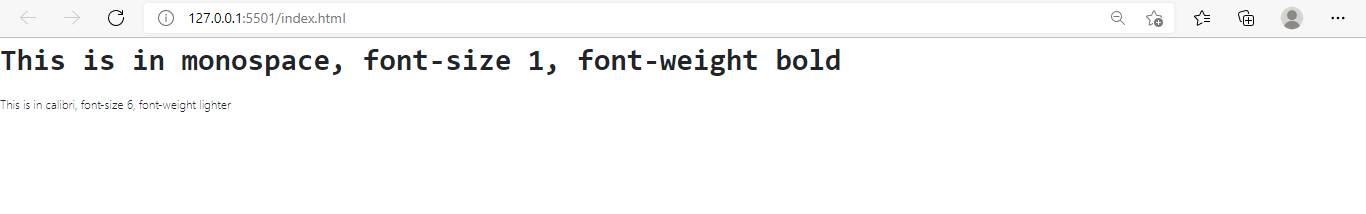 127.0.0.1:5501/index.html
This is in monospace, font-size 1, font-weight bold
This is in calibri, font-size 6, font-weight lighter